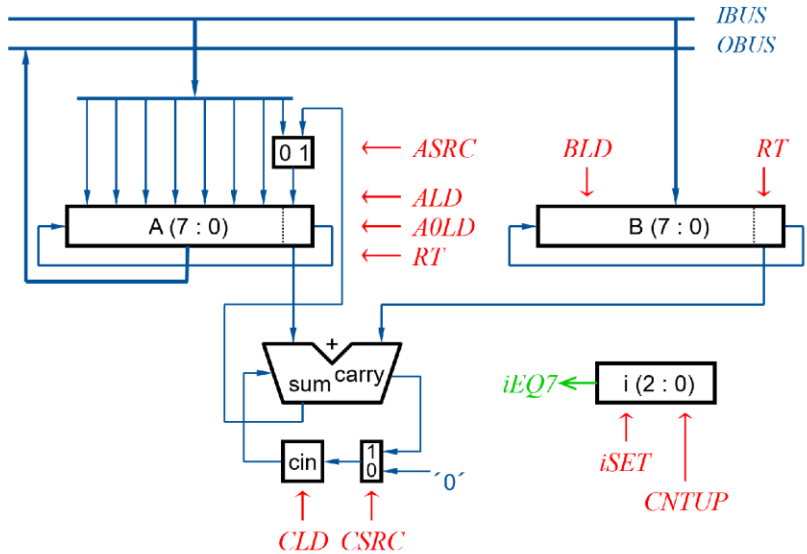 IBUS
OBUS
0 1
ASRC
BLD
RT
ALD
A (7 : 0)
A0LD
B (7 : 0)
RT
+
sum
carry
iEQ7
i (2 : 0)
1
0
cin
´0´
iSET
CNTUP
CLD
CSRC